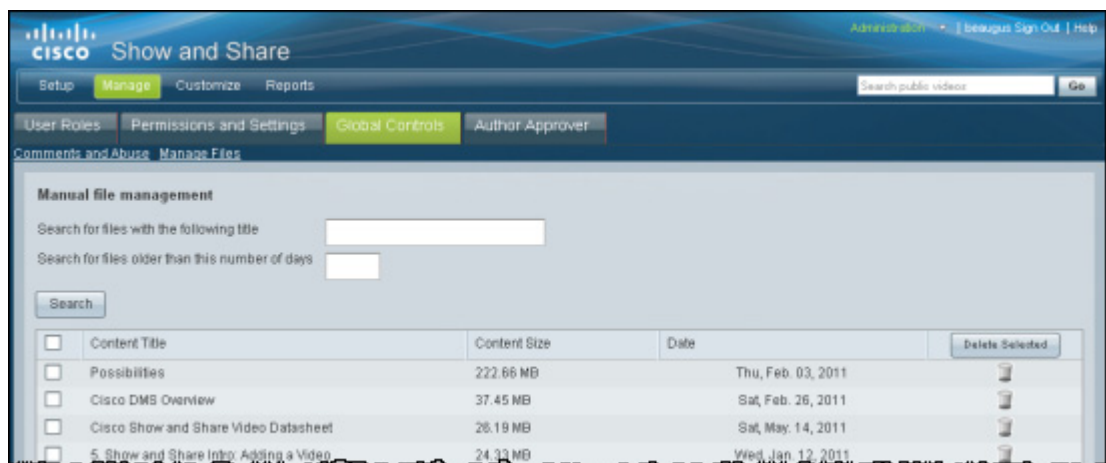 Administration | beaugus Sign Out | Help
CISCO Show and Share
Setup Manage Customize Reports Search public videos Go
User Roles Permissions and Settings Global Controls Author Approver
Comments and Abuse Manage Files
Manual file management
Search for files with the following title
Search for files older than this number of days
Search
Content Title Content Size Date Delete Selected
Possibilities 222.66 MB Thu, Feb. 03, 2011
Cisco DMS Overview 37.45 MB Sat, Feb. 26, 2011
Cisco Show and Share Video Datasheet 26.19 MB Sat, May. 14, 2011
5. Show and Share Intro: Adding a Video 24.33 MB Wed, Jan. 12, 2011